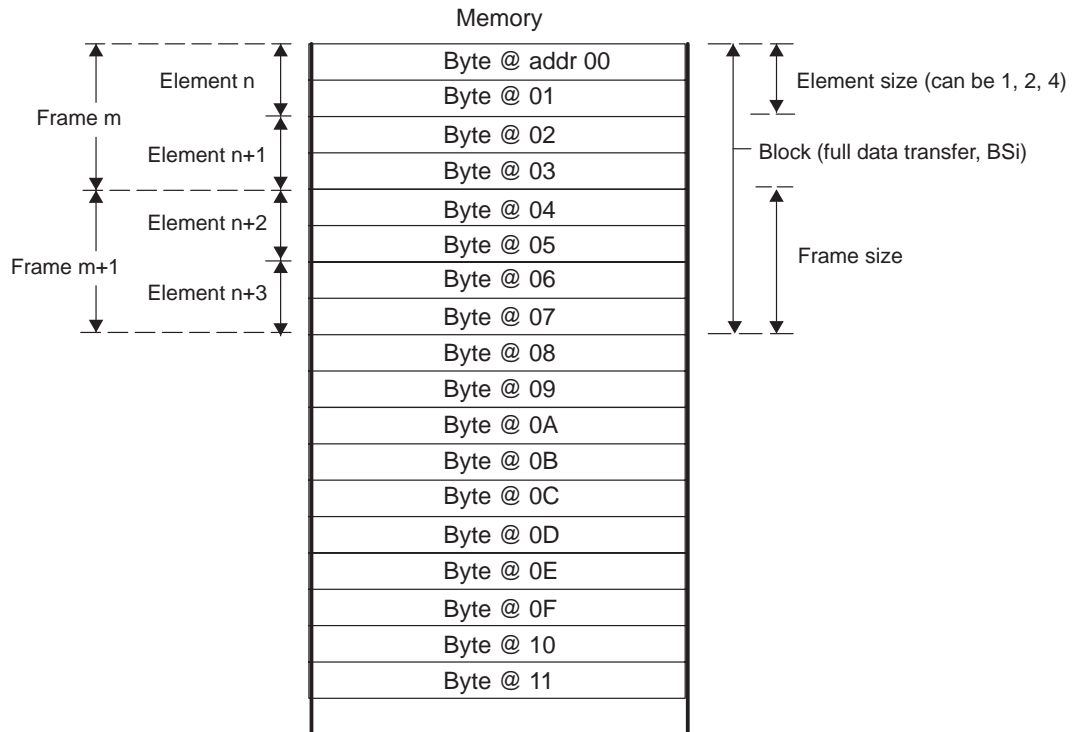 Memory
Byte @ addr 00
Element n
Element size (can be 1, 2, 4)
Byte @ 01
Frame m
Byte @ 02
Element n+1
Block (full data transfer, BSi)
Byte @ 03
Byte @ 04
Element n+2
Byte @ 05
Frame size
Frame m+1
Byte @ 06
Element n+3
Byte @ 07
Byte @ 08
Byte @ 09
Byte @ 0A
Byte @ 0B
Byte @ 0C
Byte @ 0D
Byte @ 0E
Byte @ 0F
Byte @ 10
Byte @ 11